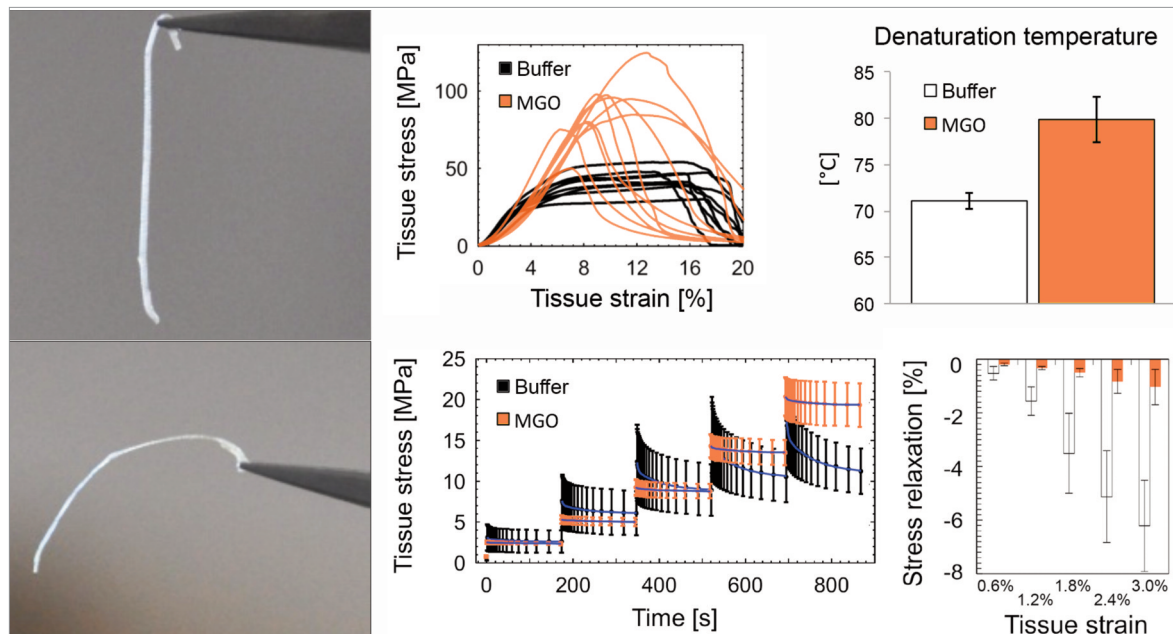 Tissue stress [MPa]
100
50
0
Buffer
MGO
0 4 8 12 16 20
Tissue strain [%]
Denaturation temperature
[°C]
85
80
75
70
65
60
Buffer
MGO
Tissue stress [MPa]
25
20
15
10
5
0
Buffer
MGO
0 200 400 600 800
Time [s]
Stress relaxation [%]
0
-2
-4
-6
-8
0.6% 1.8% 3.0%
1.2% 2.4%
Tissue strain